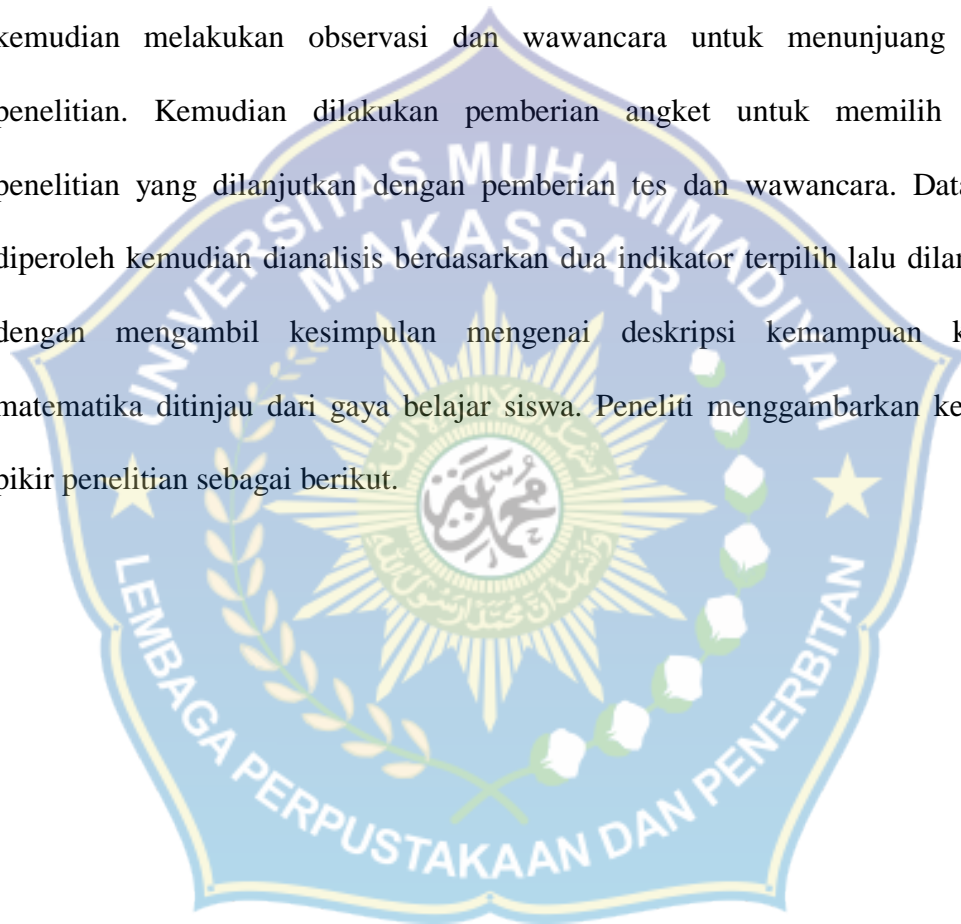 kemudian melakukan observasi dan wawancara untuk menunjuang
penelitian. Kemudian dilakukan pemberian angket untuk memilih
penelitian yang dilanjutkan dengan pemberian tes dan wawancara. Data
diperoleh kemudian dianalisis berdasarkan dua indikator terpilih lalu dilan
dengan mengambil kesimpulan mengenai deskripsi kemampuan k
matematika ditinjau dari gaya belajar siswa. Peneliti menggambarkan ke
pikir penelitian sebagai berikut.
UNIVERSITAS MUHAMMADIYAH
MAKASSAR
LEMBAGA PERPUSTAKAAN DAN PENERBITAN